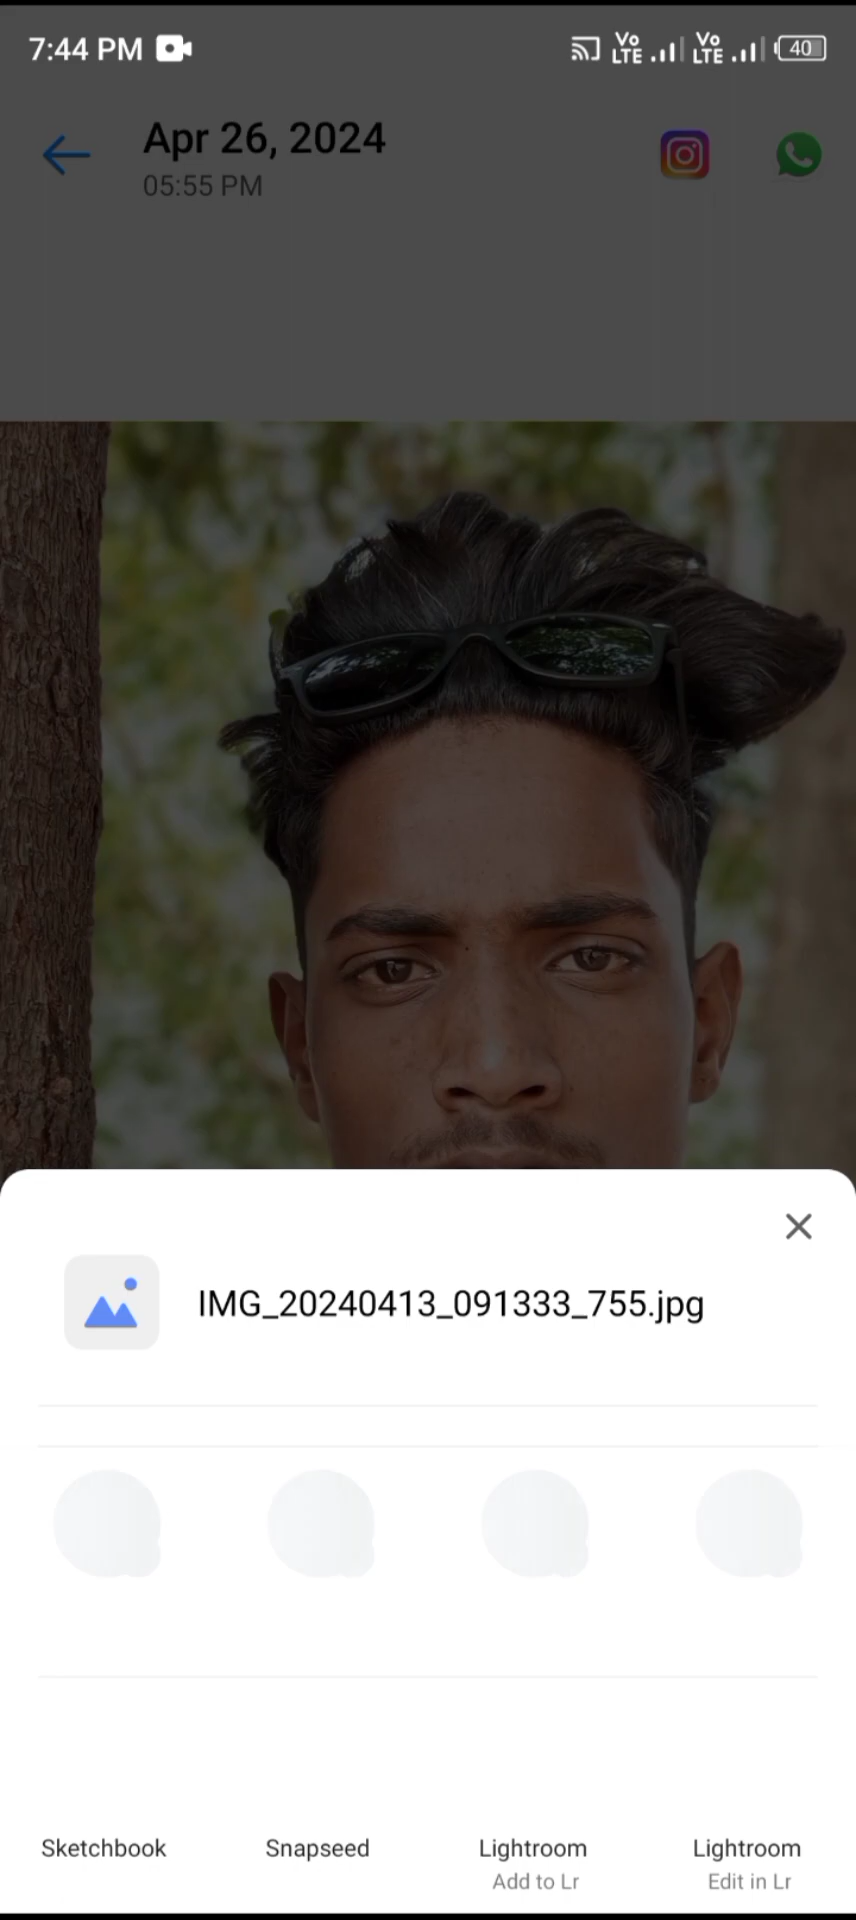 7:44 PM
Vo LTE Vo LTE 40
Apr 26, 2024
05:55 PM
IMG_20240413_091333_755.jpg
Sketchbook Snapseed Lightroom Lightroom
Add to Lr Edit in Lr